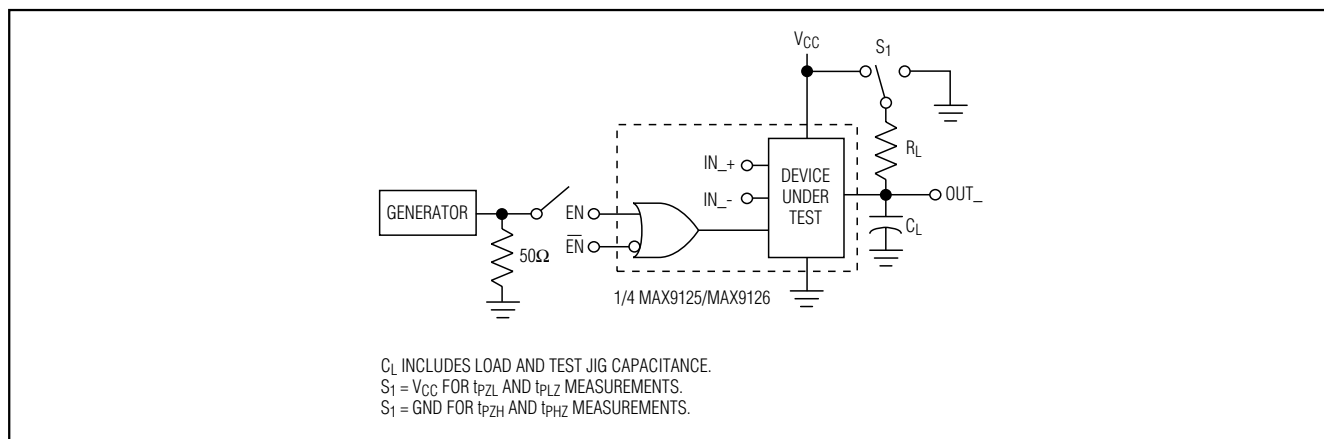 VCC
S1
RL
IN_+
DEVICE
UNDER
TEST
IN_-
OUT_
GENERATOR
EN
CL
E̅N̅
50Ω
1/4 MAX9125/MAX9126
CL INCLUDES LOAD AND TEST JIG CAPACITANCE.
S1 = VCC FOR tPZL AND tPLZ MEASUREMENTS.
S1 = GND FOR tPZH AND tPHZ MEASUREMENTS.